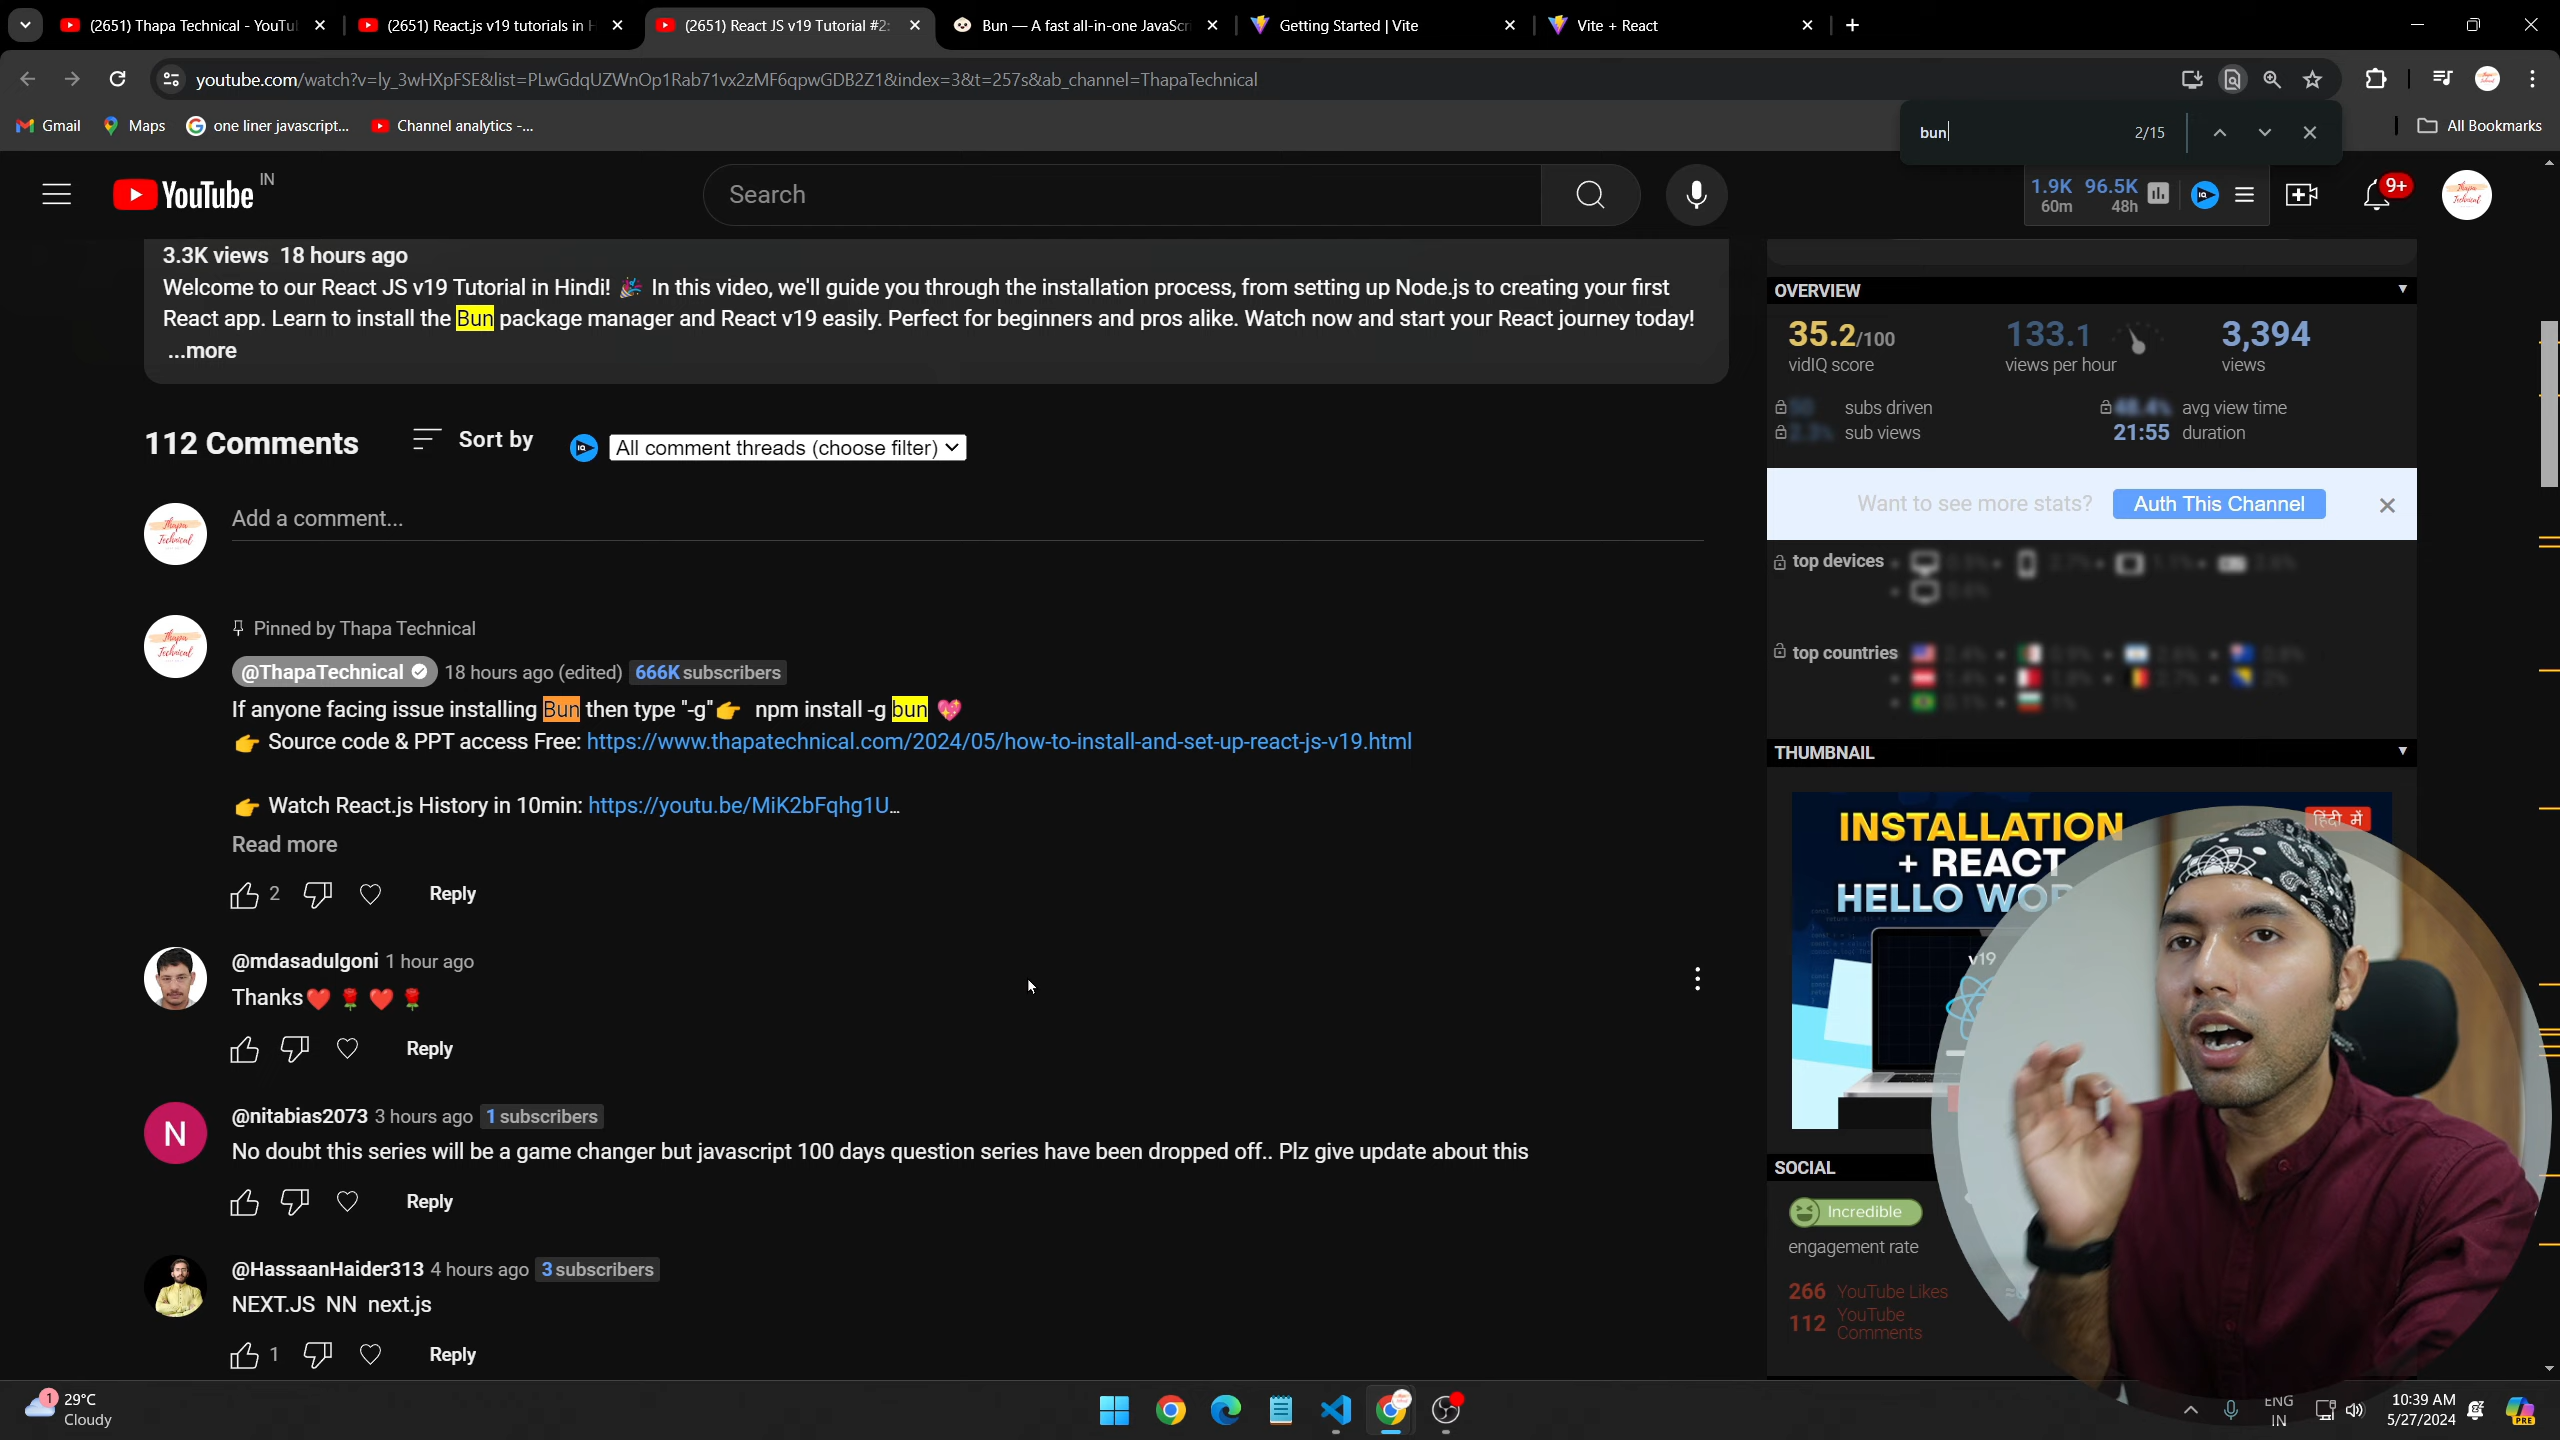 (2651) Thapa Technical - YouTu
(2651) React.js v19 tutorials in H
(2651) React JS v19 Tutorial #2:
Bun — A fast all-in-one JavaScri
Getting Started | Vite
Vite + React
youtube.com/watch?v=ly_3wHXpFSE&list=PLwGdqUZWnOp1Rab71vx2zMF6qpwGDB2Z1&index=3&t=257s&ab_channel=ThapaTechnical
Gmail
Maps
one liner javascript...
Channel analytics -...
bun
2/15
All Bookmarks
YouTube IN
Search
1.9K 96.5K
60m 48h
9+
3.3K views 18 hours ago
Welcome to our React JS v19 Tutorial in Hindi! 🎉 In this video, we'll guide you through the installation process, from setting up Node.js to creating your first
React app. Learn to install the Bun package manager and React v19 easily. Perfect for beginners and pros alike. Watch now and start your React journey today!
...more
112 Comments
Sort by
All comment threads (choose filter)
Thapa Technical
Add a comment...
Thapa Technical
Pinned by Thapa Technical
@ThapaTechnical 18 hours ago (edited) 666K subscribers
If anyone facing issue installing Bun then type "-g"👉 npm install -g bun 💖
👉 Source code & PPT access Free: https://www.thapatechnical.com/2024/05/how-to-install-and-set-up-react-js-v19.html
👉 Watch React.js History in 10min: https://youtu.be/MiK2bFqhg1U...
Read more
2
Reply
@mdasadulgoni 1 hour ago
Thanks❤️ 🌹 ❤️ 🌹
Reply
N
@nitabias2073 3 hours ago 1 subscribers
No doubt this series will be a game changer but javascript 100 days question series have been dropped off.. Plz give update about this
Reply
@HassaanHaider313 4 hours ago 3 subscribers
NEXT.JS NN next.js
1
Reply
OVERVIEW
35.2/100
vidIQ score
133.1
views per hour
3,394
views
subs driven
avg view time
sub views
21:55 duration
Want to see more stats?
Auth This Channel
top devices
top countries
THUMBNAIL
INSTALLATION
+ REACT
HELLO WOR
हिंदी में
v19
SOCIAL
Incredible
engagement rate
266 YouTube Likes
112 YouTube
Comments
1
29°C
Cloudy
ENG
IN
10:39 AM
5/27/2024
PRE